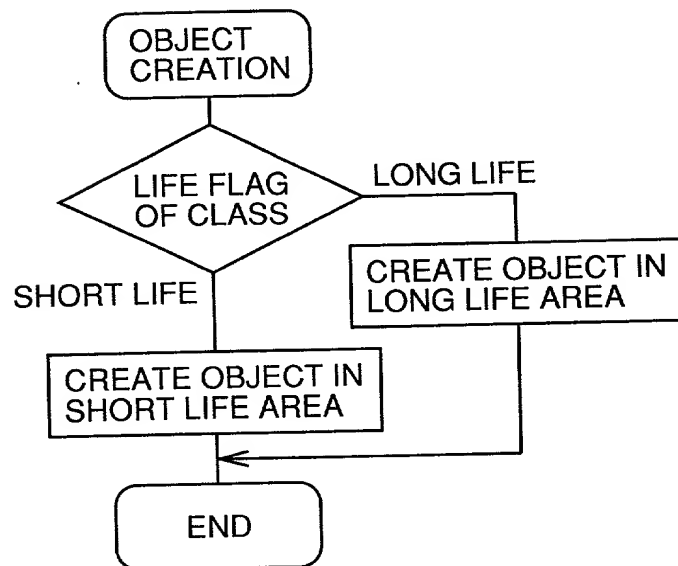 OBJECT
CREATION
LIFE FLAG
OF CLASS
LONG LIFE
SHORT LIFE
CREATE OBJECT IN
LONG LIFE AREA
CREATE OBJECT IN
SHORT LIFE AREA
END